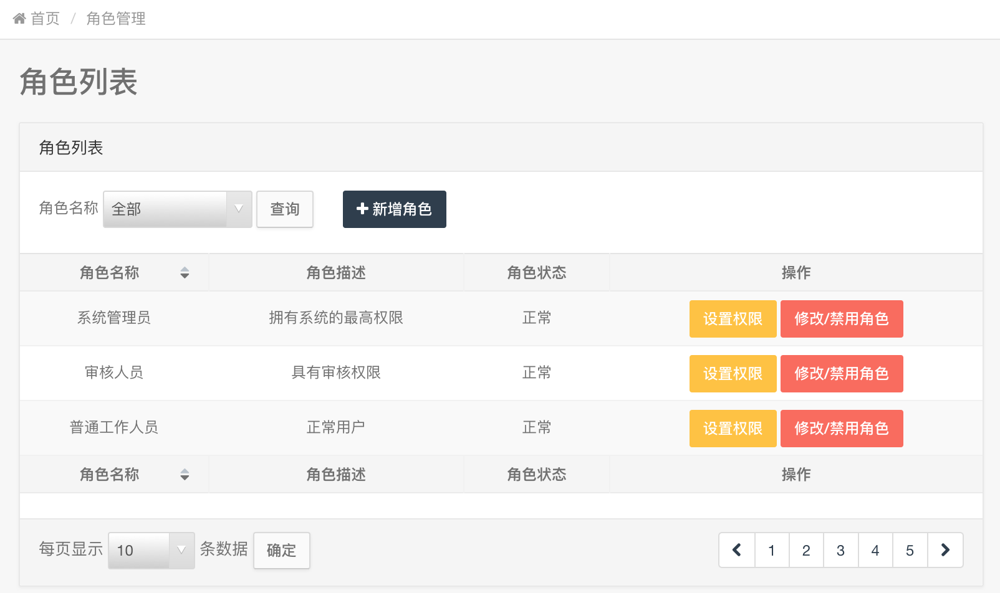 首页 / 角色管理
角色列表
角色列表
角色名称 全部 查询 新增角色
角色名称 角色描述 角色状态 操作
系统管理员 拥有系统的最高权限 正常 设置权限 修改/禁用角色
审核人员 具有审核权限 正常 设置权限 修改/禁用角色
普通工作人员 正常用户 正常 设置权限 修改/禁用角色
角色名称 角色描述 角色状态 操作
每页显示 10 条数据 确定 1 2 3 4 5